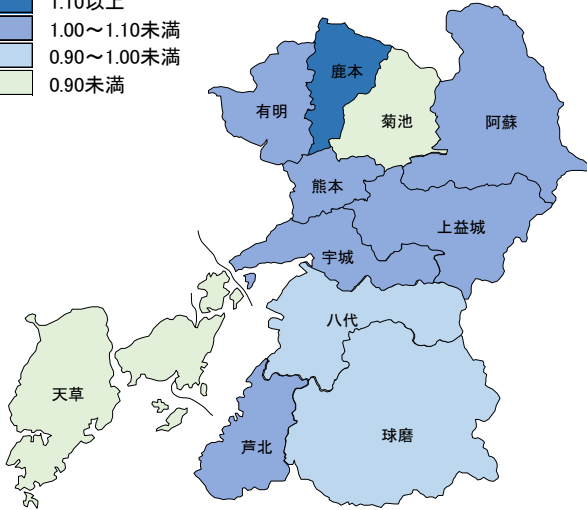 1.10以上
1.00～1.10未満
0.90～1.00未満
0.90未満
鹿本
有明
菊池
阿蘇
熊本
上益城
宇城
八代
天草
球磨
芦北